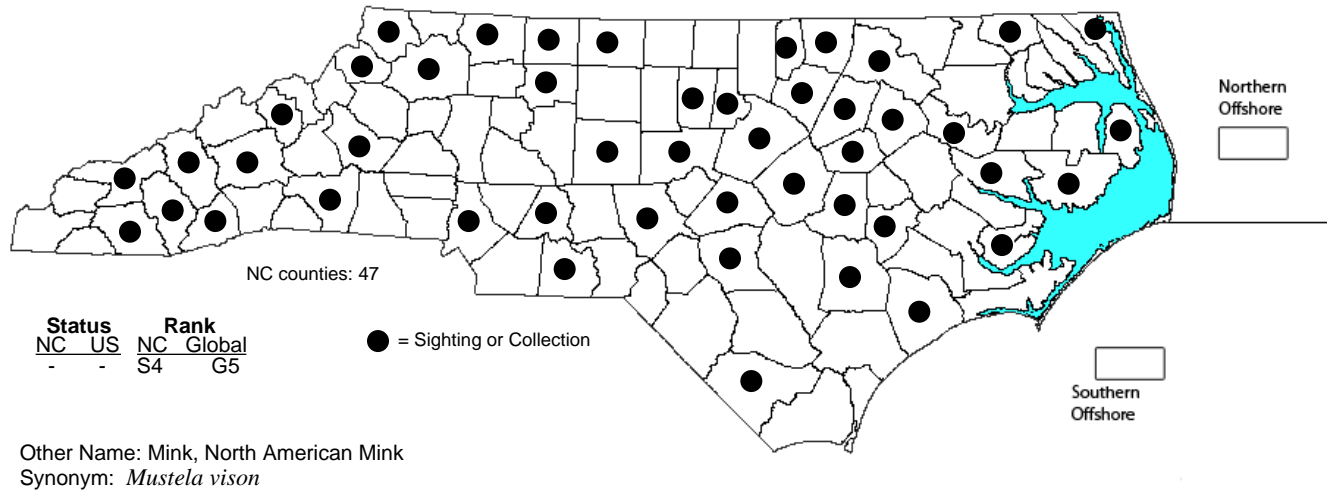 Northern
Offshore
NC counties: 47
Status Rank
NC US NC Global
- - S4 G5
= Sighting or Collection
Southern
Offshore
Other Name: Mink, North American Mink
Synonym: Mustela vison